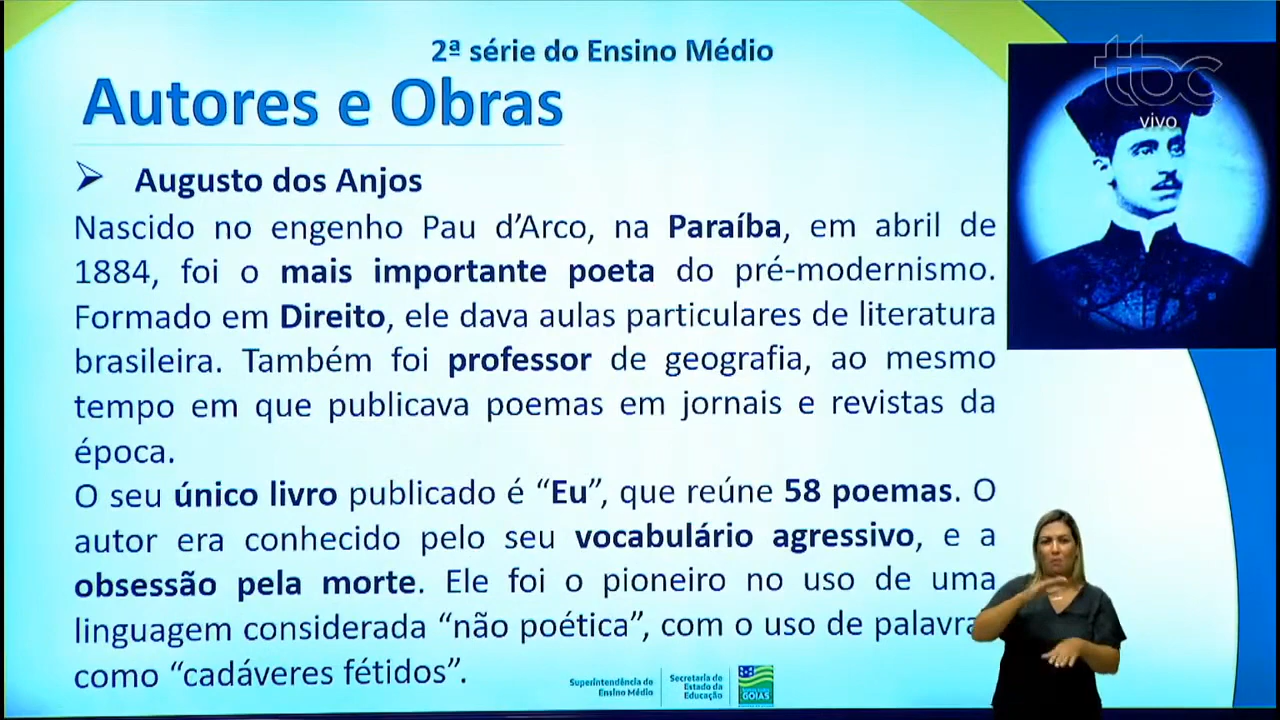 2ª série do Ensino Médio
Autores e Obras
tbc
vivo
Augusto dos Anjos
Nascido no engenho Pau d’Arco, na Paraíba, em abril de
1884, foi o mais importante poeta do pré-modernismo.
Formado em Direito, ele dava aulas particulares de literatura
brasileira. Também foi professor de geografia, ao mesmo
tempo em que publicava poemas em jornais e revistas da
época.
O seu único livro publicado é “Eu”, que reúne 58 poemas. O
autor era conhecido pelo seu vocabulário agressivo, e a
obsessão pela morte. Ele foi o pioneiro no uso de uma
linguagem considerada “não poética”, com o uso de palavra
como “cadáveres fétidos”.
Superintendência de
Ensino Médio
Secretaria de
Estado da
Educação
GOIÁS